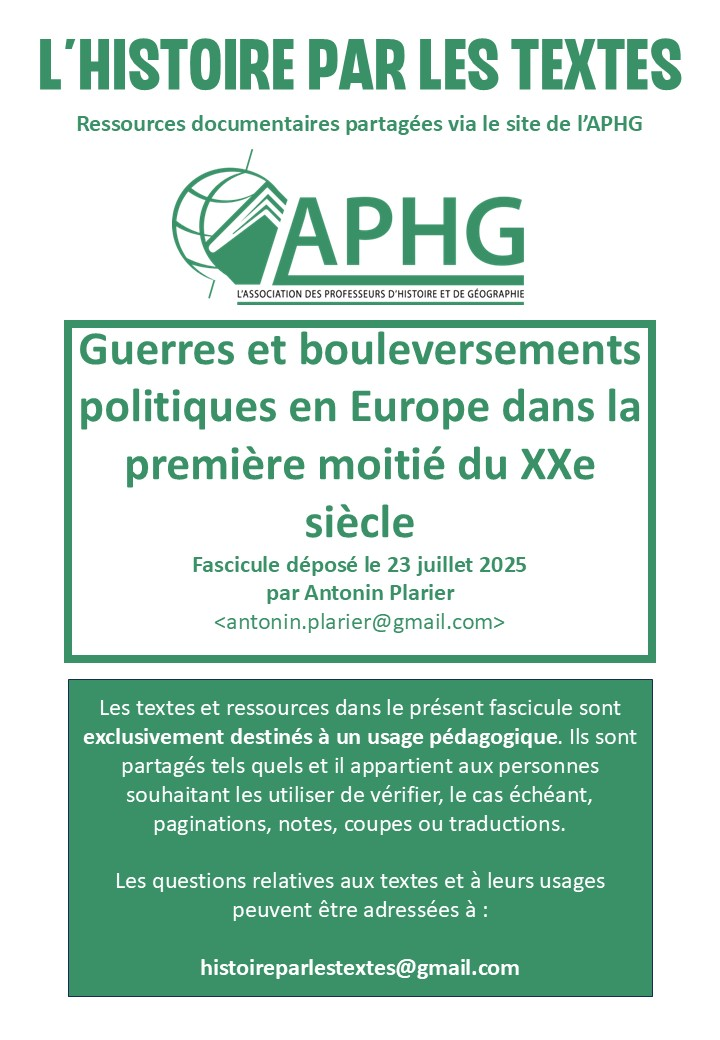 L'HISTOIRE PAR LES TEXTES
Ressources documentaires partagées via le site de l'APHG
APHG
L'ASSOCIATION DES PROFESSEURS D'HISTOIRE ET DE GÉOGRAPHIE
Guerres et bouleversements
politiques en Europe dans la
première moitié du XXe
siècle
Fascicule déposé le 23 juillet 2025
par Antonin Plarier
<antonin.plarier@gmail.com>
Les textes et ressources dans le présent fascicule sont
exclusivement destinés à un usage pédagogique. Ils sont
partagés tels quels et il appartient aux personnes
souhaitant les utiliser de vérifier, le cas échéant,
paginations, notes, coupes ou traductions.
Les questions relatives aux textes et à leurs usages
peuvent être adressées à :
histoireparlestextes@gmail.com